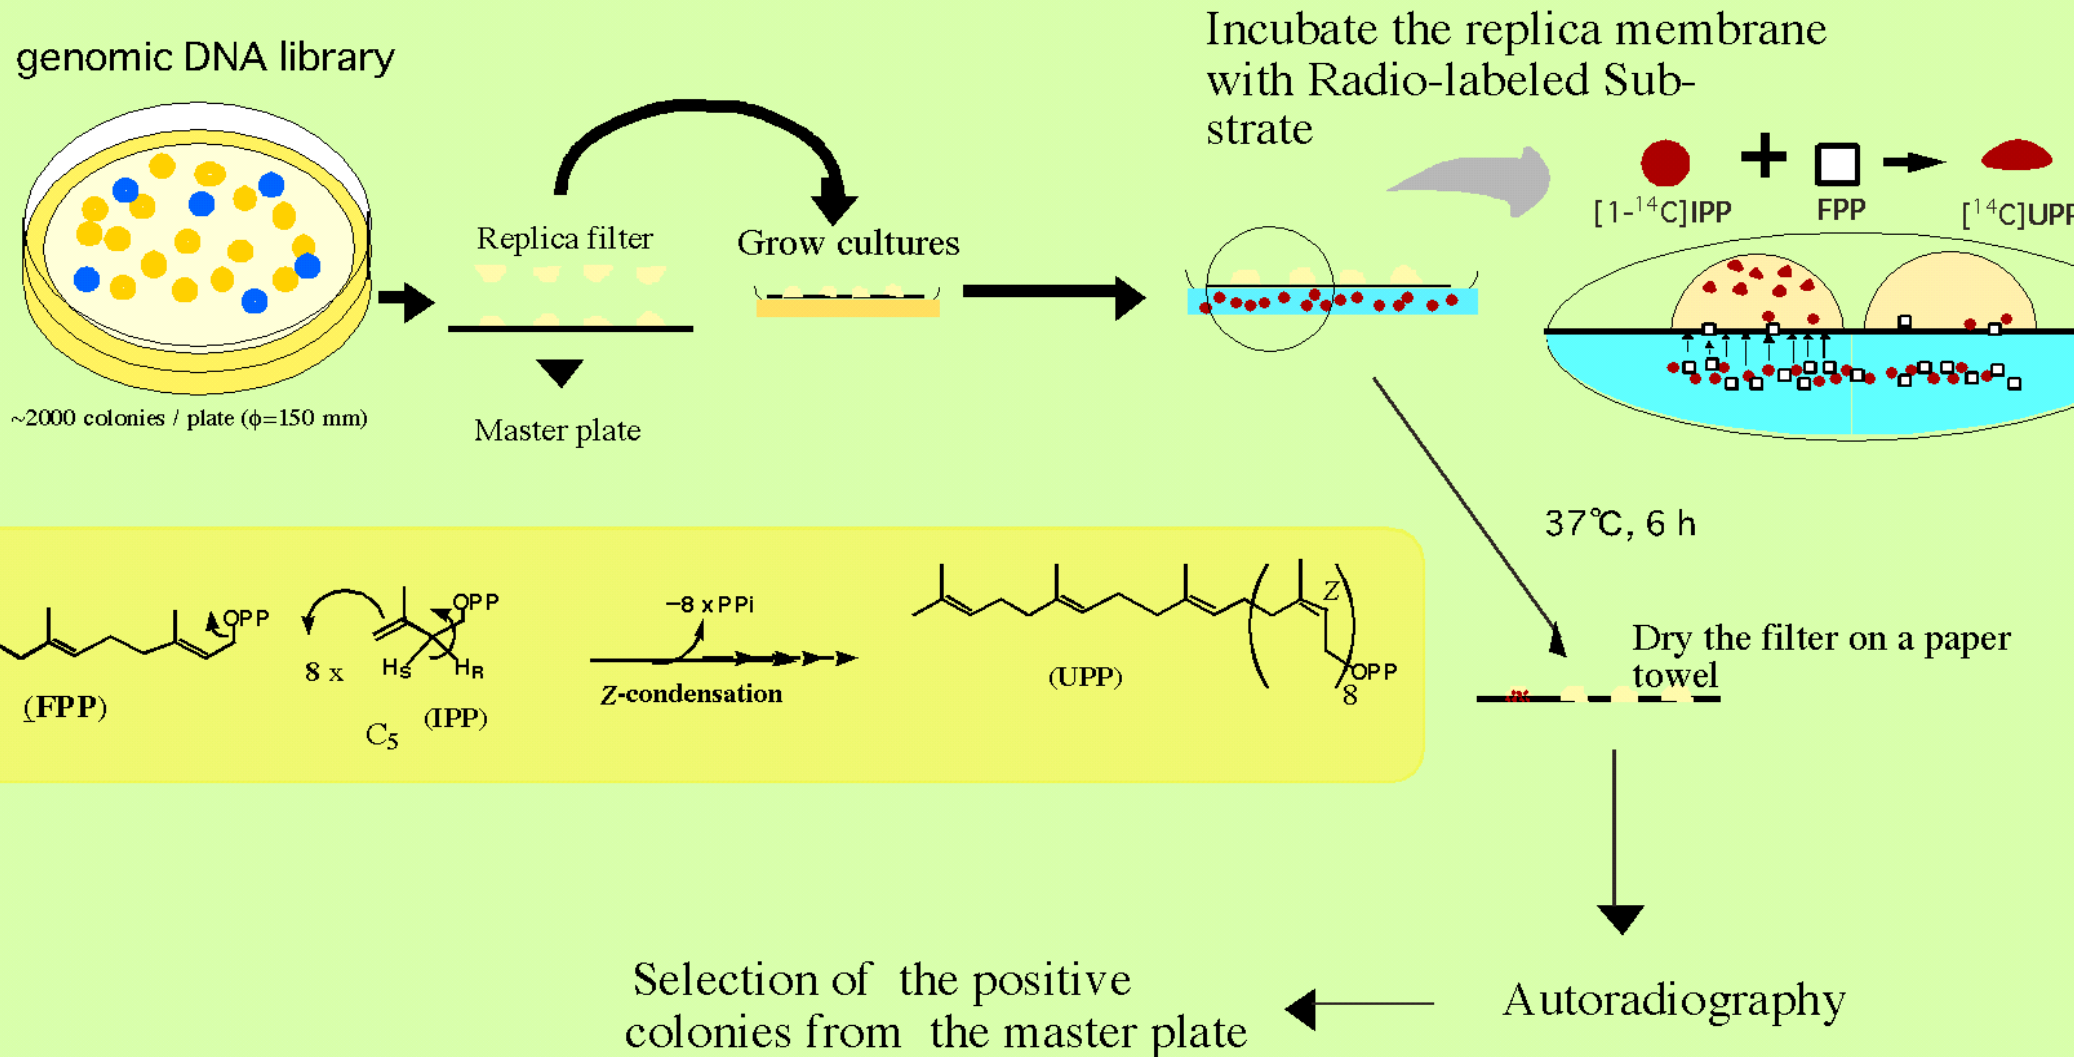 genomic DNA library
~2000 colonies / plate (ϕ=150 mm)
Replica filter
Master plate
Grow cultures
Incubate the replica membrane
with Radio-labeled Sub-
strate
[1-¹⁴C]IPP
+
FPP
[¹⁴C]UPP
37℃, 6 h
OPP
(FPP)
8 x
OPP
Hs
HR
C₅
(IPP)
−8 x PPi
Z-condensation
(UPP)
Z
OPP
8
Dry the filter on a paper
towel
Autoradiography
Selection of the positive
colonies from the master plate